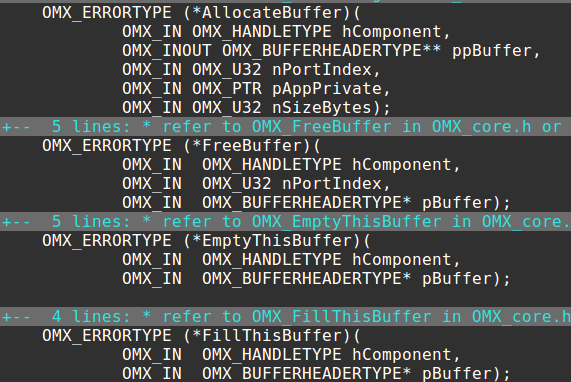 OMX_ERRORTYPE (*AllocateBuffer)(
OMX_IN OMX_HANDLETYPE hComponent,
OMX_INOUT OMX_BUFFERHEADERTYPE** ppBuffer,
OMX_IN OMX_U32 nPortIndex,
OMX_IN OMX_PTR pAppPrivate,
OMX_IN OMX_U32 nSizeBytes);
+-- 5 lines: * refer to OMX_FreeBuffer in OMX_core.h or
OMX_ERRORTYPE (*FreeBuffer)(
OMX_IN OMX_HANDLETYPE hComponent,
OMX_IN OMX_U32 nPortIndex,
OMX_IN OMX_BUFFERHEADERTYPE* pBuffer);
+-- 5 lines: * refer to OMX_EmptyThisBuffer in OMX_core.
OMX_ERRORTYPE (*EmptyThisBuffer)(
OMX_IN OMX_HANDLETYPE hComponent,
OMX_IN OMX_BUFFERHEADERTYPE* pBuffer);
+-- 4 lines: * refer to OMX_FillThisBuffer in OMX_core.h
OMX_ERRORTYPE (*FillThisBuffer)(
OMX_IN OMX_HANDLETYPE hComponent,
OMX_IN OMX_BUFFERHEADERTYPE* pBuffer);